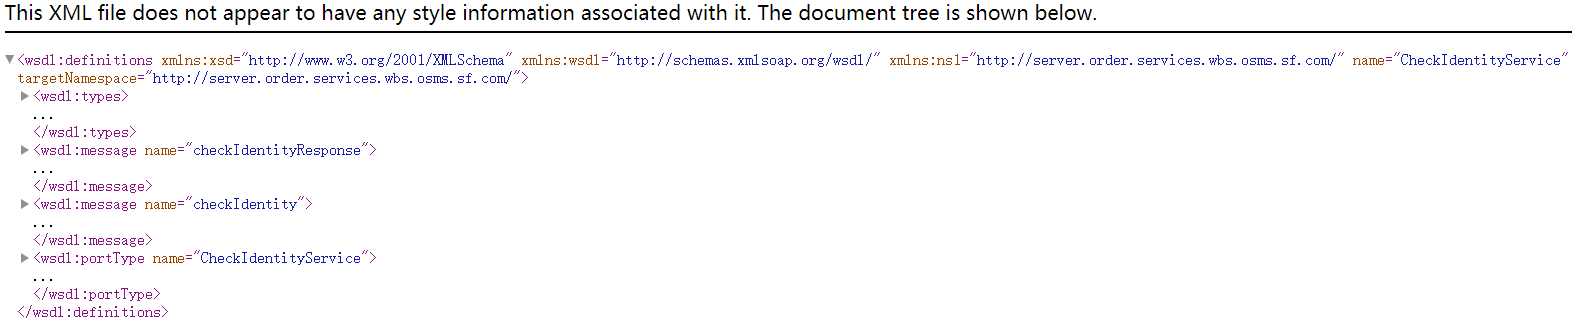 This XML file does not appear to have any style information associated with it. The document tree is shown below.
▼<wsdl:definitions xmlns:xsd="http://www.w3.org/2001/XMLSchema" xmlns:wsdl="http://schemas.xmlsoap.org/wsdl/" xmlns:ns1="http://server.order.services.wbs.osms.sf.com/" name="CheckIdentityService"
targetNamespace="http://server.order.services.wbs.osms.sf.com/">
▶<wsdl:types>
...
</wsdl:types>
▶<wsdl:message name="checkIdentityResponse">
...
</wsdl:message>
▶<wsdl:message name="checkIdentity">
...
</wsdl:message>
▶<wsdl:portType name="CheckIdentityService">
...
</wsdl:portType>
</wsdl:definitions>